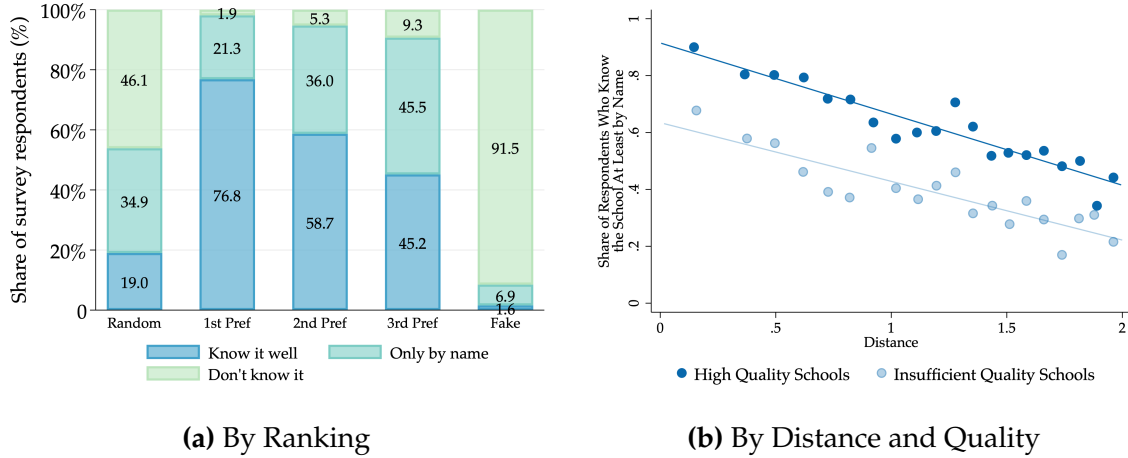 Share of survey respondents (%)
100%
80%
60%
40%
20%
0
46.1
34.9
19.0
1.9
21.3
76.8
5.3
36.0
58.7
9.3
45.5
45.2
91.5
6.9
1.6
Random 1st Pref 2nd Pref 3rd Pref Fake
Know it well Only by name
Don't know it
(a) By Ranking
Share of Respondents Who Know
the School At Least by Name
1
.8
.6
.4
.2
0
0 .5 1 1.5 2
Distance
High Quality Schools Insufficient Quality Schools
(b) By Distance and Quality